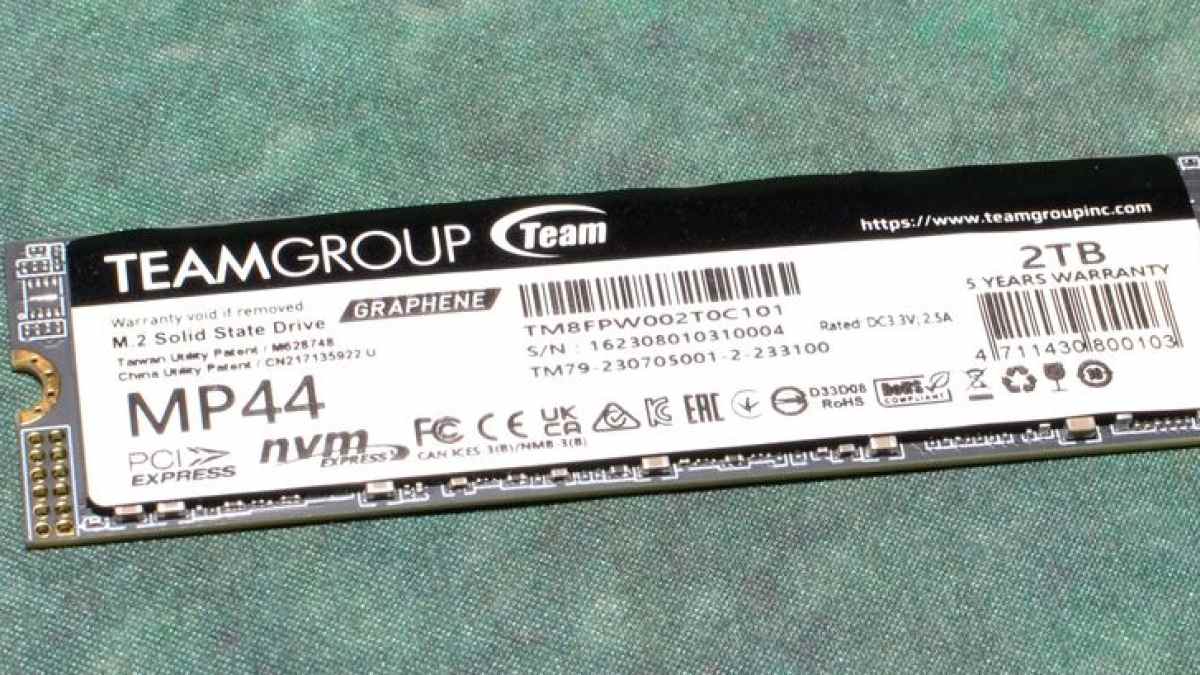 TEAMGROUP Team
https://www.teamgroupinc.com
Warranty void if removed
GRAPHENE
M.2 Solid State Drive
Taiwan Utility Patent / M628748
China Utility Patent / CN217135922 U
MP44
PCI EXPRESS
nvm EXPRESS
TM8FPW002T0C101
S/N : 162308010310004
TM79-230705001-2-233100
Rated: DC3.3V; 2.5A
2TB
5 YEARS WARRANTY
4 711430 800103
FC CE UK CA EAC
CAN ICES 3(B)/NMB-3(B)
D33D08
RoHS
RoHS
COMPLIANT